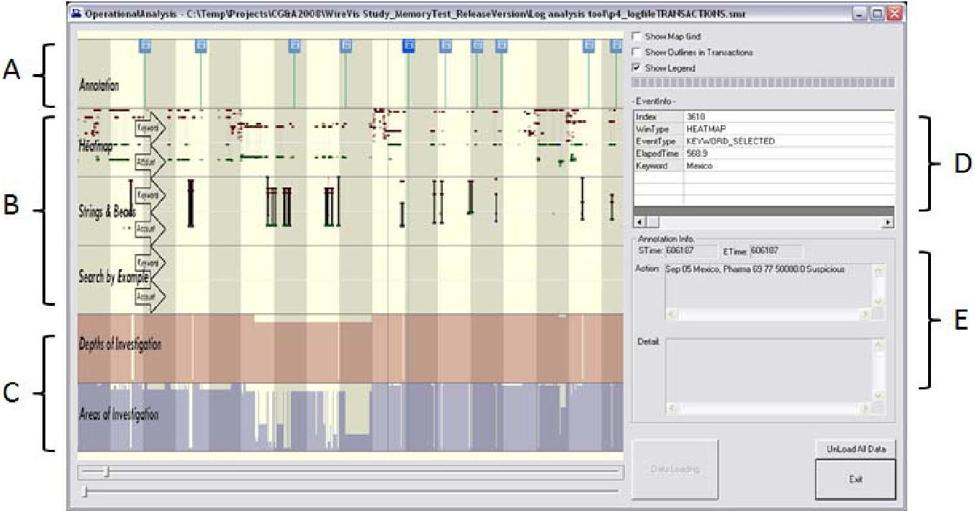 OperationalAnalysis - C:\Temp\Projects\CG&A2008\WireVis Study_MemoryTest_ReleaseVersion\Log analysis tool\p4_logfileTRANSACTIONS.smr
A
Annotation
B
Heatmap
Keyword
Account
Strings & Beads
Keyword
Account
Search by Example
Keyword
Account
C
Depths of Investigation
Areas of Investigation
Show Map Grid
Show Outlines in Transactions
Show Legend
D
EventInfo
Index 3618
WinType HEATMAP
EventType KEYWORD_SELECTED
ElapsedTime 568.9
Keyword Mexico
E
Annotation Info.
STime: 606187 ETime: 606187
Action: Sep 05 Mexico, Pharma 69 77 50000.0 Suspicious
Detail:
Data Loading
UnLoad All Data
Exit